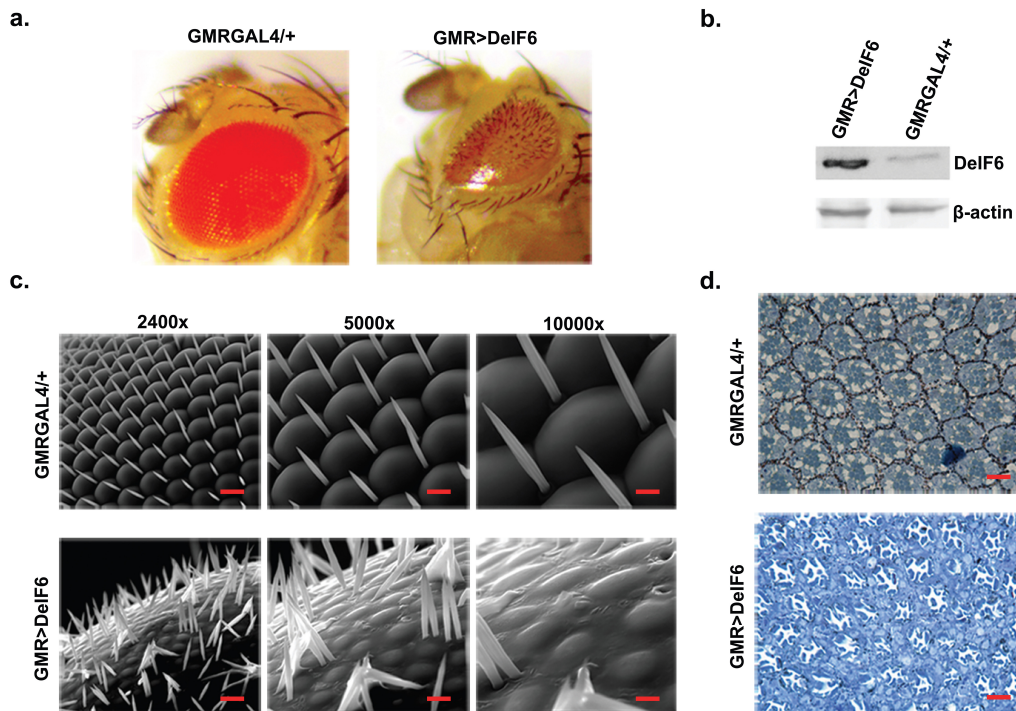 a.
GMRGAL4/+
GMR>DeIF6
b.
GMR>DeIF6
GMRGAL4/+
DeIF6
β-actin
c.
2400x
5000x
10000x
GMRGAL4/+
GMR>DeIF6
d.
GMRGAL4/+
GMR>DeIF6